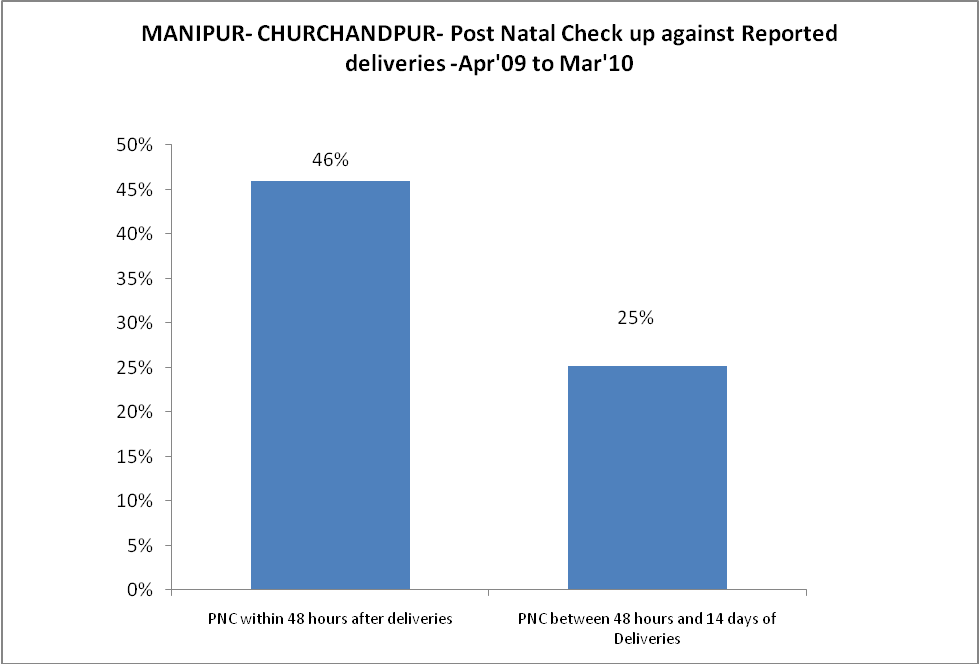 MANIPUR- CHURCHANDPUR- Post Natal Check up against Reported
deliveries -Apr'09 to Mar'10
50%
45%
40%
35%
30%
25%
20%
15%
10%
5%
0%
46%
25%
PNC within 48 hours after deliveries
PNC between 48 hours and 14 days of
Deliveries